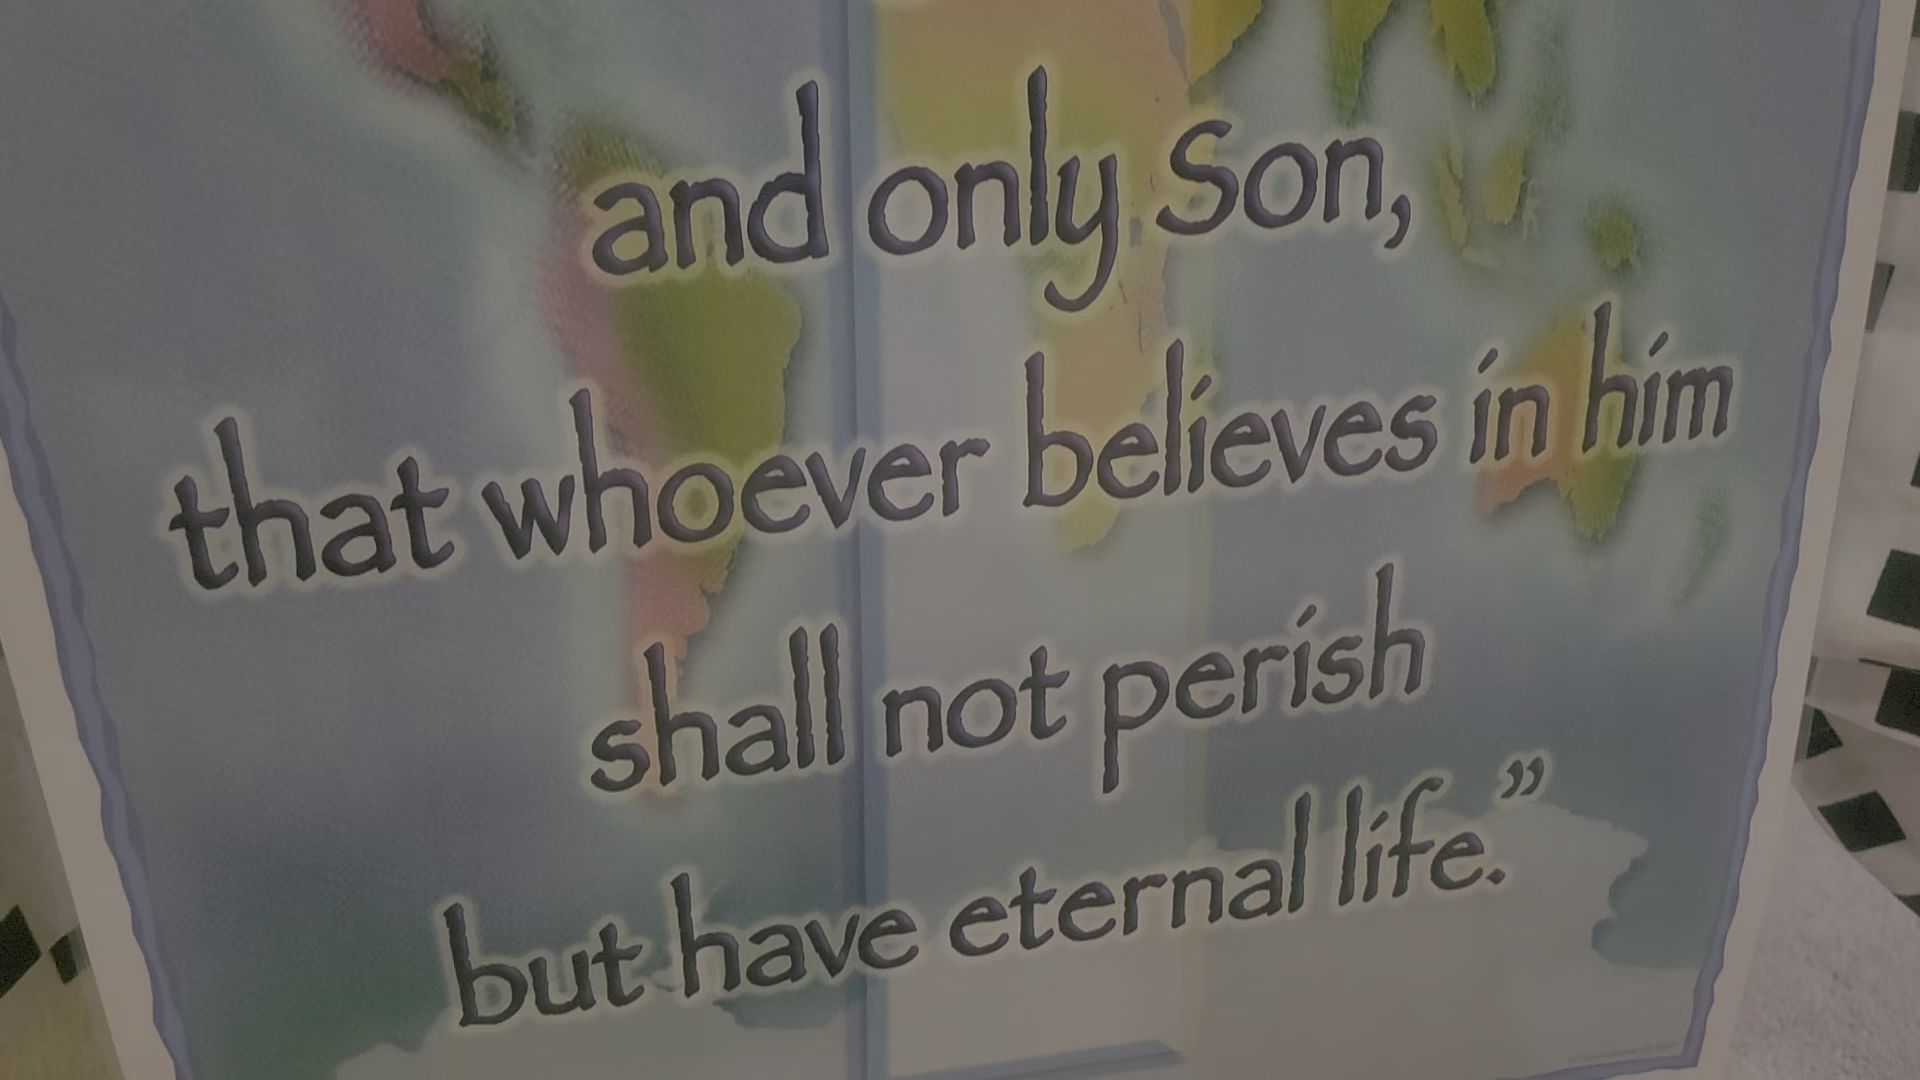 and only Son,
that whoever believes in him
shall not perish
but have eternal life.”